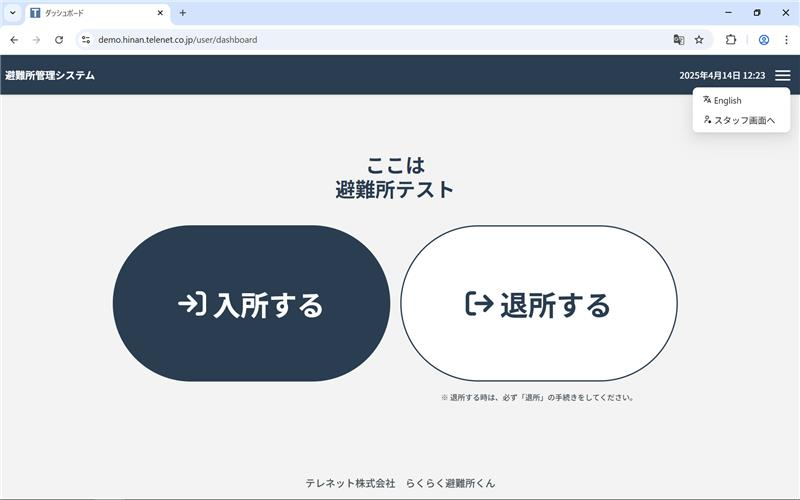 ダッシュボード
demo.hinan.telenet.co.jp/user/dashboard
避難所管理システム
2025年4月14日 12:23
English
スタッフ画面へ
ここは
避難所テスト
入所する
退所する
※ 退所する時は、必ず「退所」の手続きをしてください。
テレネット株式会社　らくらく避難所くん